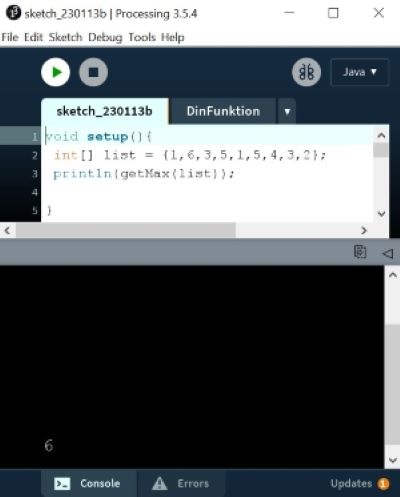 sketch_230113b | Processing 3.5.4
File Edit Sketch Debug Tools Help
Java ▾
sketch_230113b DinFunktion ▾
1 void setup(){
2 int[] list = {1,6,3,5,1,5,4,3,2};
3 println(getMax(list));
4
5 }
6
Console Errors Updates 1